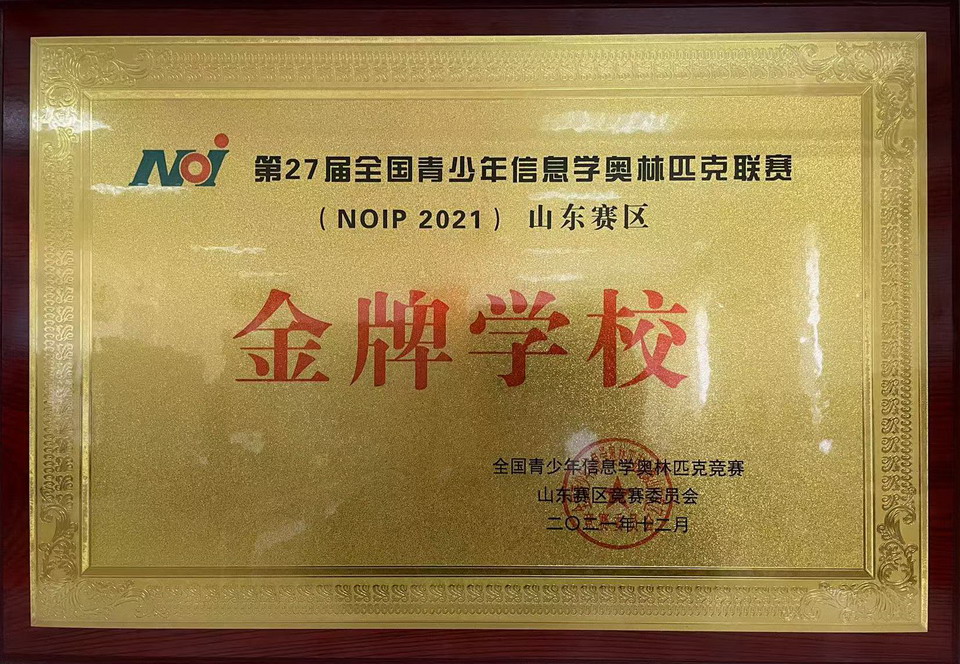 NOI 第27届全国青少年信息学奥林匹克联赛
（NOIP 2021） 山东赛区
金牌学校
全国青少年信息学奥林匹克竞赛
山东赛区竞赛委员会
二〇二一年十二月